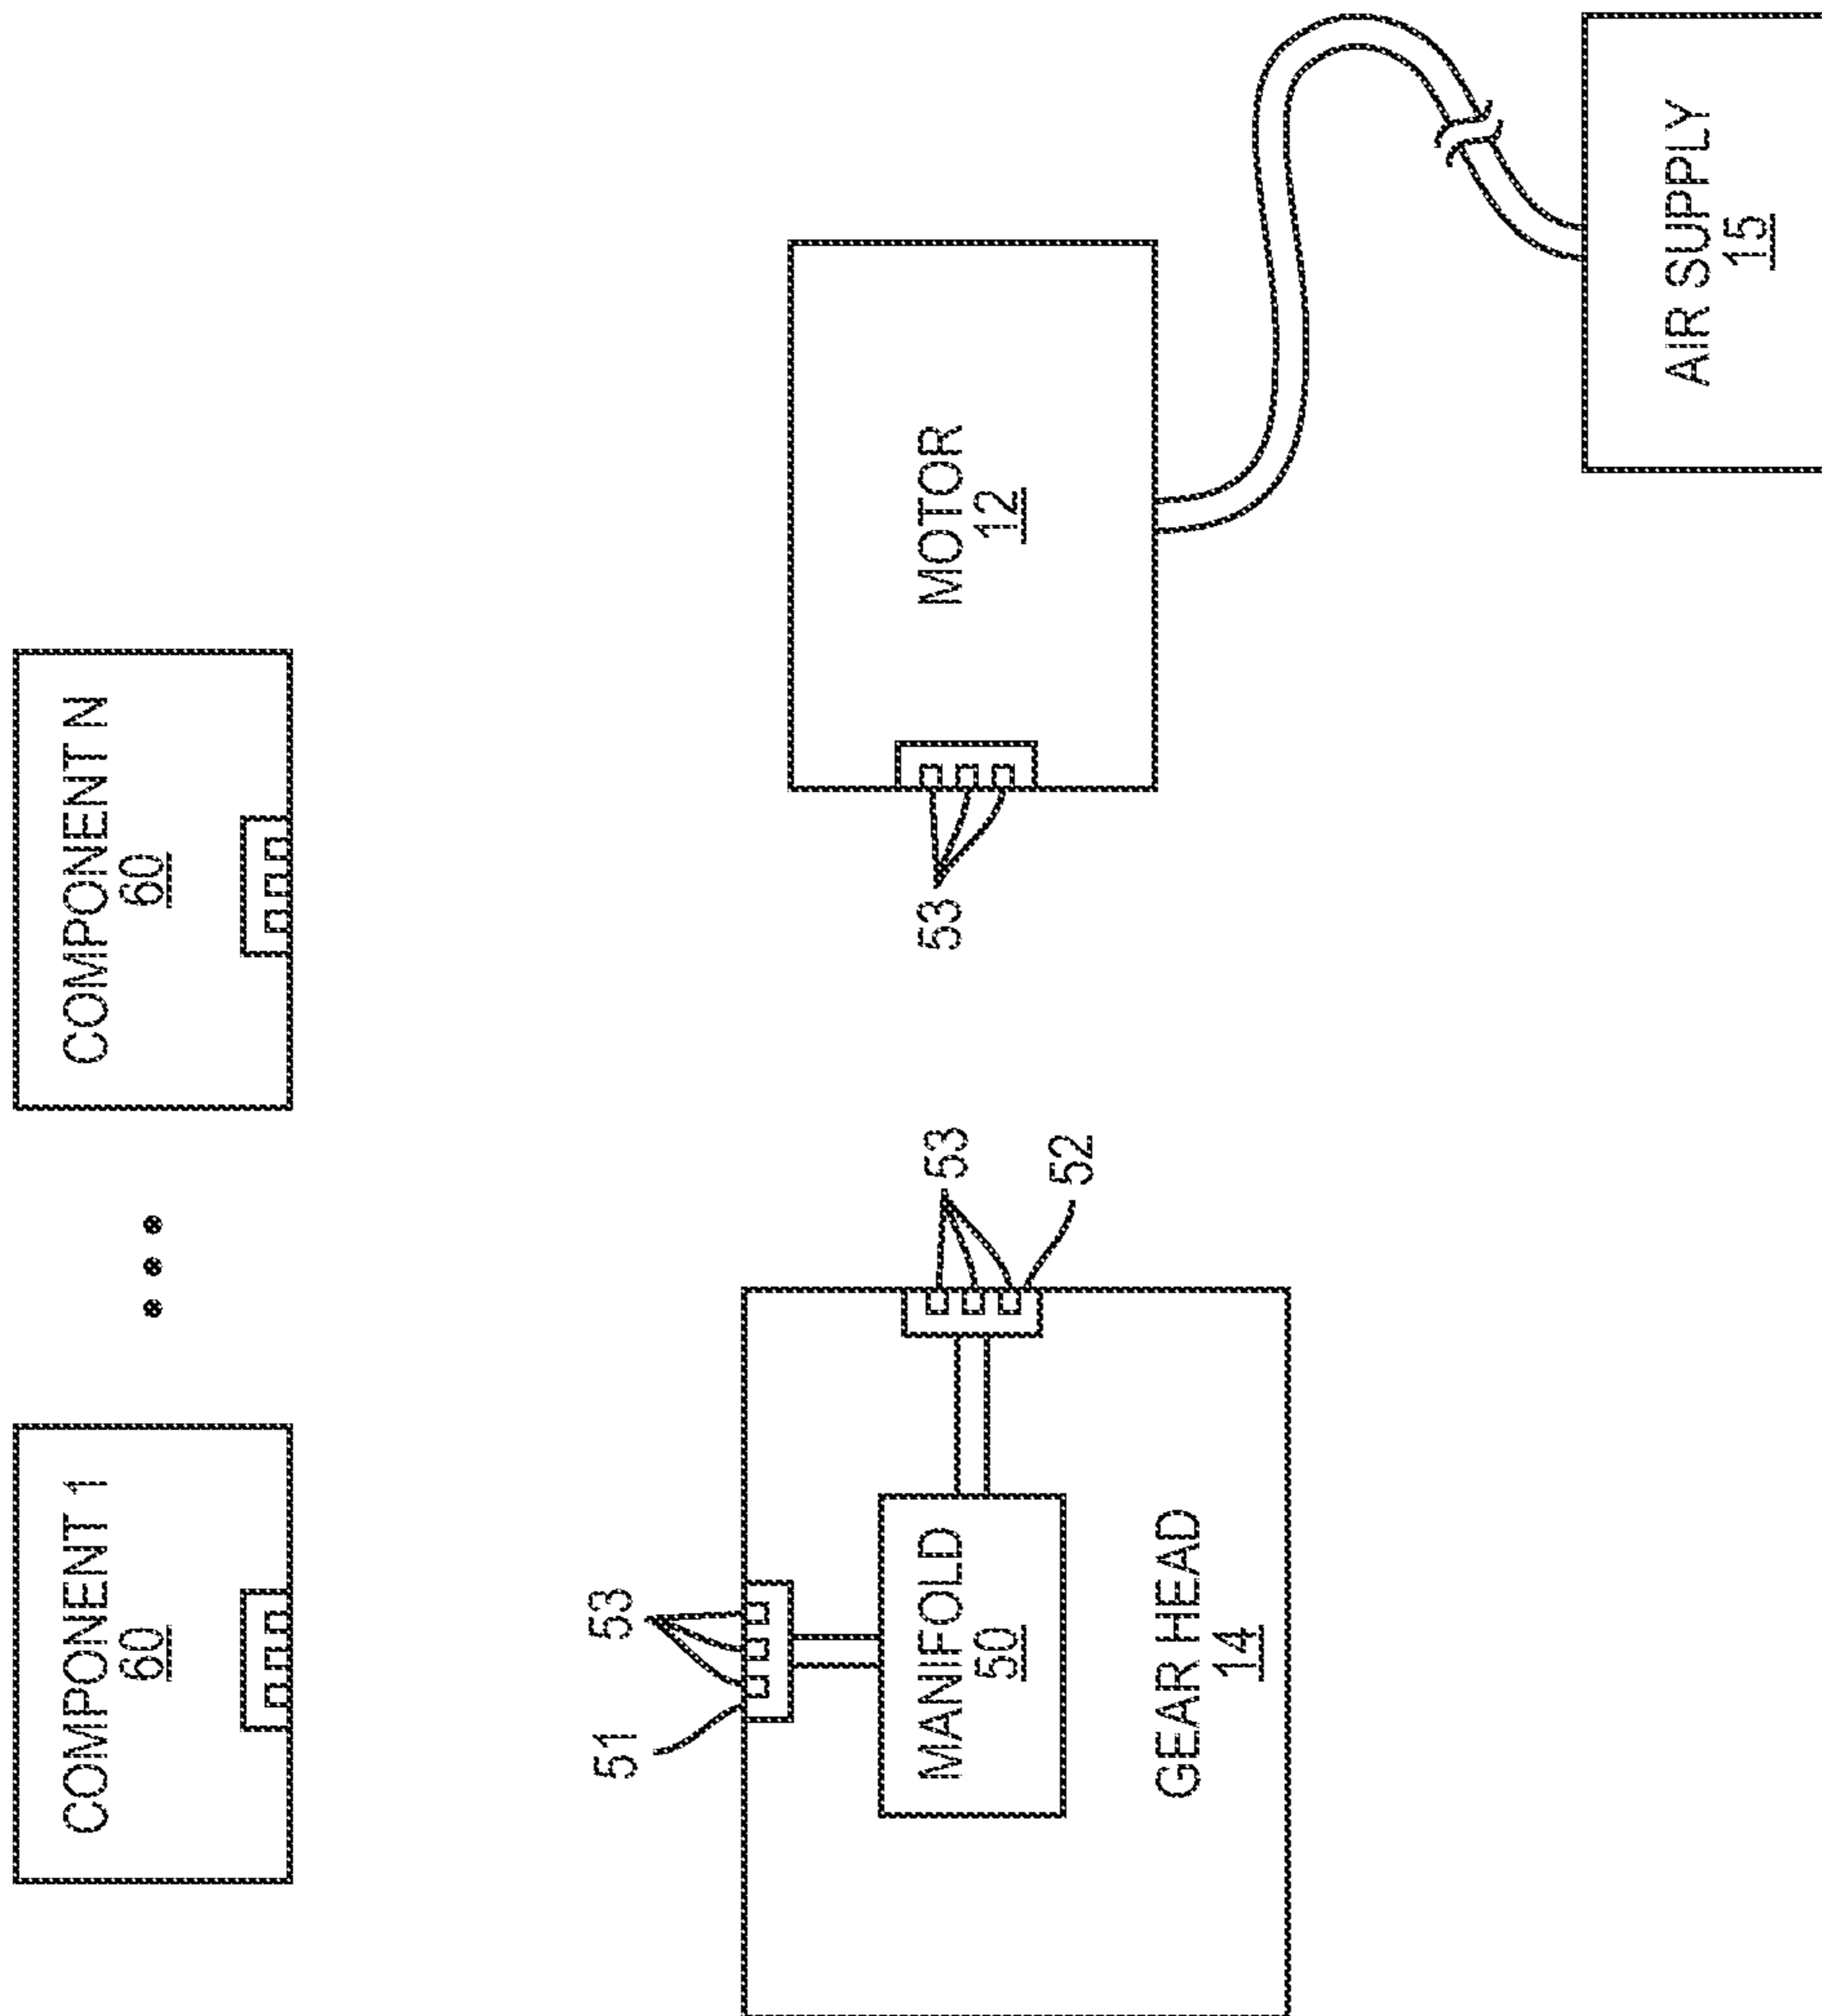 COMPONENT 1
60
COMPONENT N
60
51
53
53
52
53
MANIFOLD
50
GEAR HEAD
14
MOTOR
12
AIR SUPPLY
15